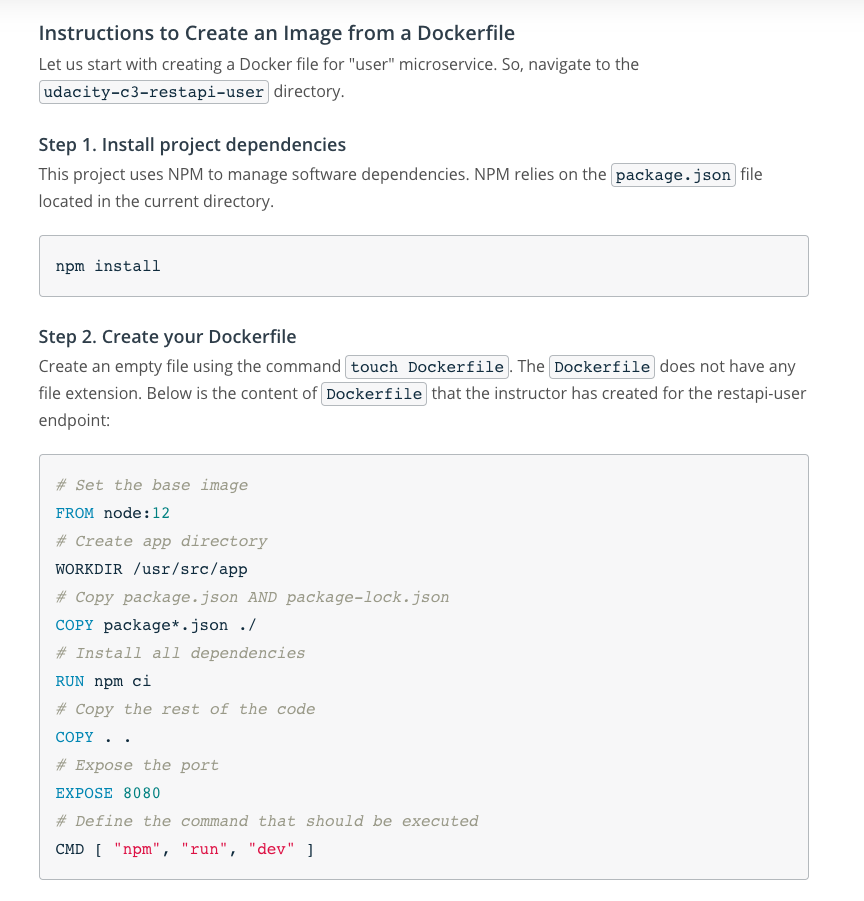 Instructions to Create an Image from a Dockerfile
Let us start with creating a Docker file for "user" microservice. So, navigate to the
udacity-c3-restapi-user directory.
Step 1. Install project dependencies
This project uses NPM to manage software dependencies. NPM relies on the package.json file
located in the current directory.
npm install
Step 2. Create your Dockerfile
Create an empty file using the command touch Dockerfile. The Dockerfile does not have any
file extension. Below is the content of Dockerfile that the instructor has created for the restapi-user
endpoint:
# Set the base image
FROM node:12
# Create app directory
WORKDIR /usr/src/app
# Copy package.json AND package-lock.json
COPY package*.json ./
# Install all dependencies
RUN npm ci
# Copy the rest of the code
COPY . .
# Expose the port
EXPOSE 8080
# Define the command that should be executed
CMD [ "npm", "run", "dev" ]